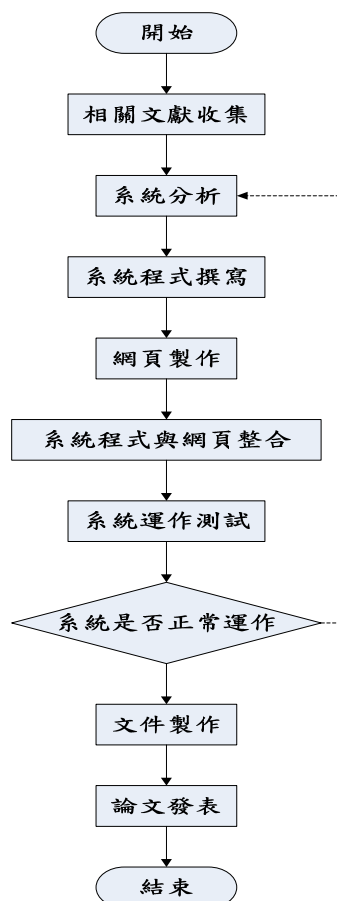 開始
相關文獻收集
系統分析
系統程式撰寫
網頁製作
系統程式與網頁整合
系統運作測試
系統是否正常運作
文件製作
論文發表
結束